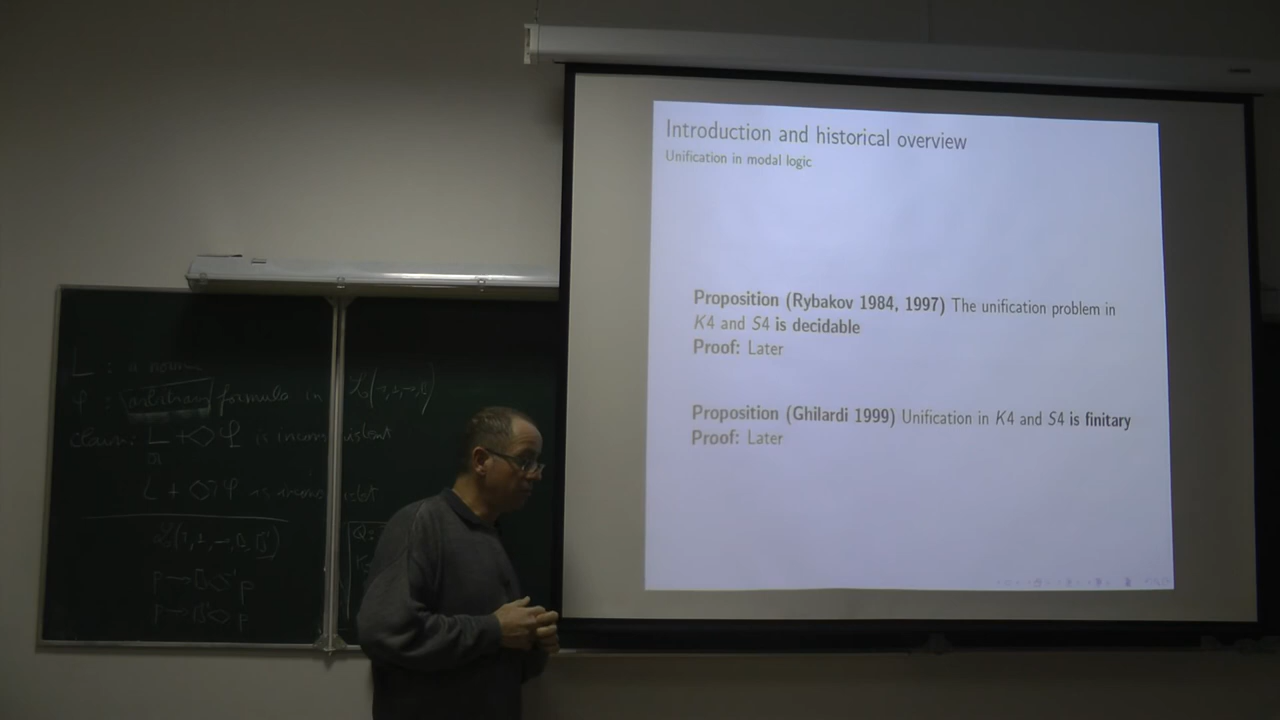 Introduction and historical overview
Unification in modal logic
Proposition (Rybakov 1984, 1997) The unification problem in
K4 and S4 is decidable
Proof: Later
Proposition (Ghilardi 1999) Unification in K4 and S4 is finitary
Proof: Later
L : a
φ : arbitrary formula in
Claim: L + ◇φ is inconsistent
or
is inconsistent
Q: